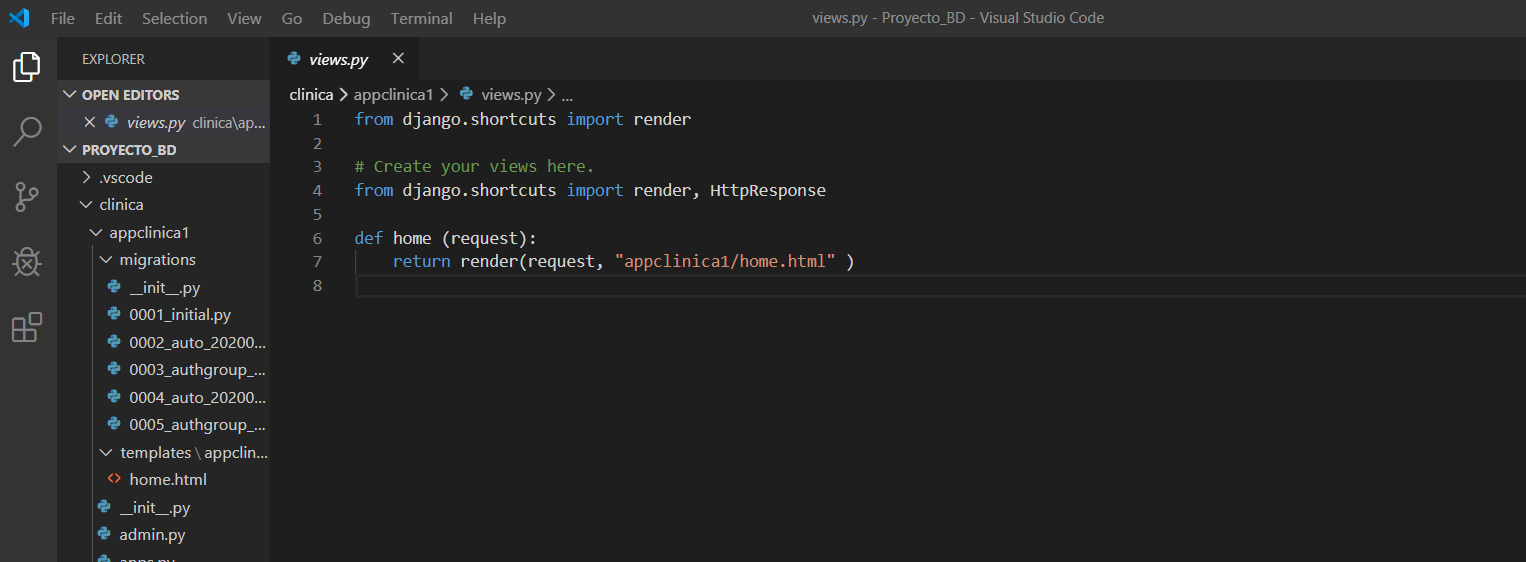 File Edit Selection View Go Debug Terminal Help
views.py - Proyecto_BD - Visual Studio Code
EXPLORER
OPEN EDITORS
views.py clinica\ap...
PROYECTO_BD
.vscode
clinica
appclinica1
migrations
__init__.py
0001_initial.py
0002_auto_20200...
0003_authgroup_...
0004_auto_20200...
0005_authgroup_...
templates \ appclin...
home.html
__init__.py
admin.py
apps.py
views.py
clinica > appclinica1 > views.py > ...
1 from django.shortcuts import render
2
3 # Create your views here.
4 from django.shortcuts import render, HttpResponse
5
6 def home (request):
7 return render(request, "appclinica1/home.html" )
8